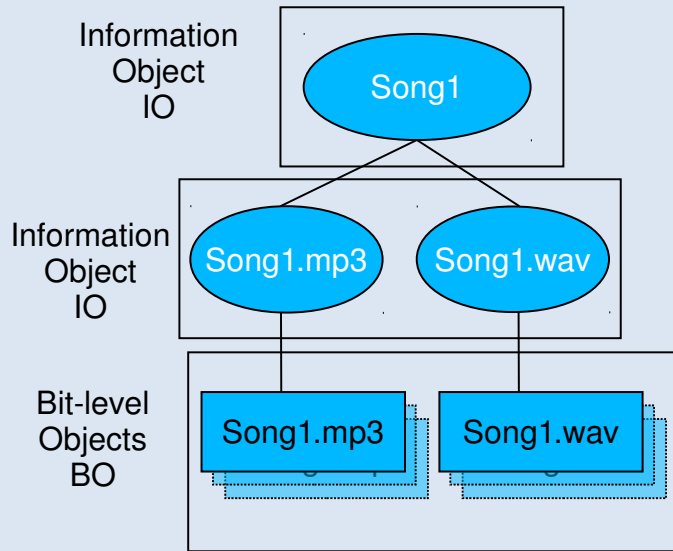 Information
Object
IO
Song1
Information
Object
IO
Song1.mp3
Song1.wav
Bit-level
Objects
BO
Song1.mp3
Song1.wav